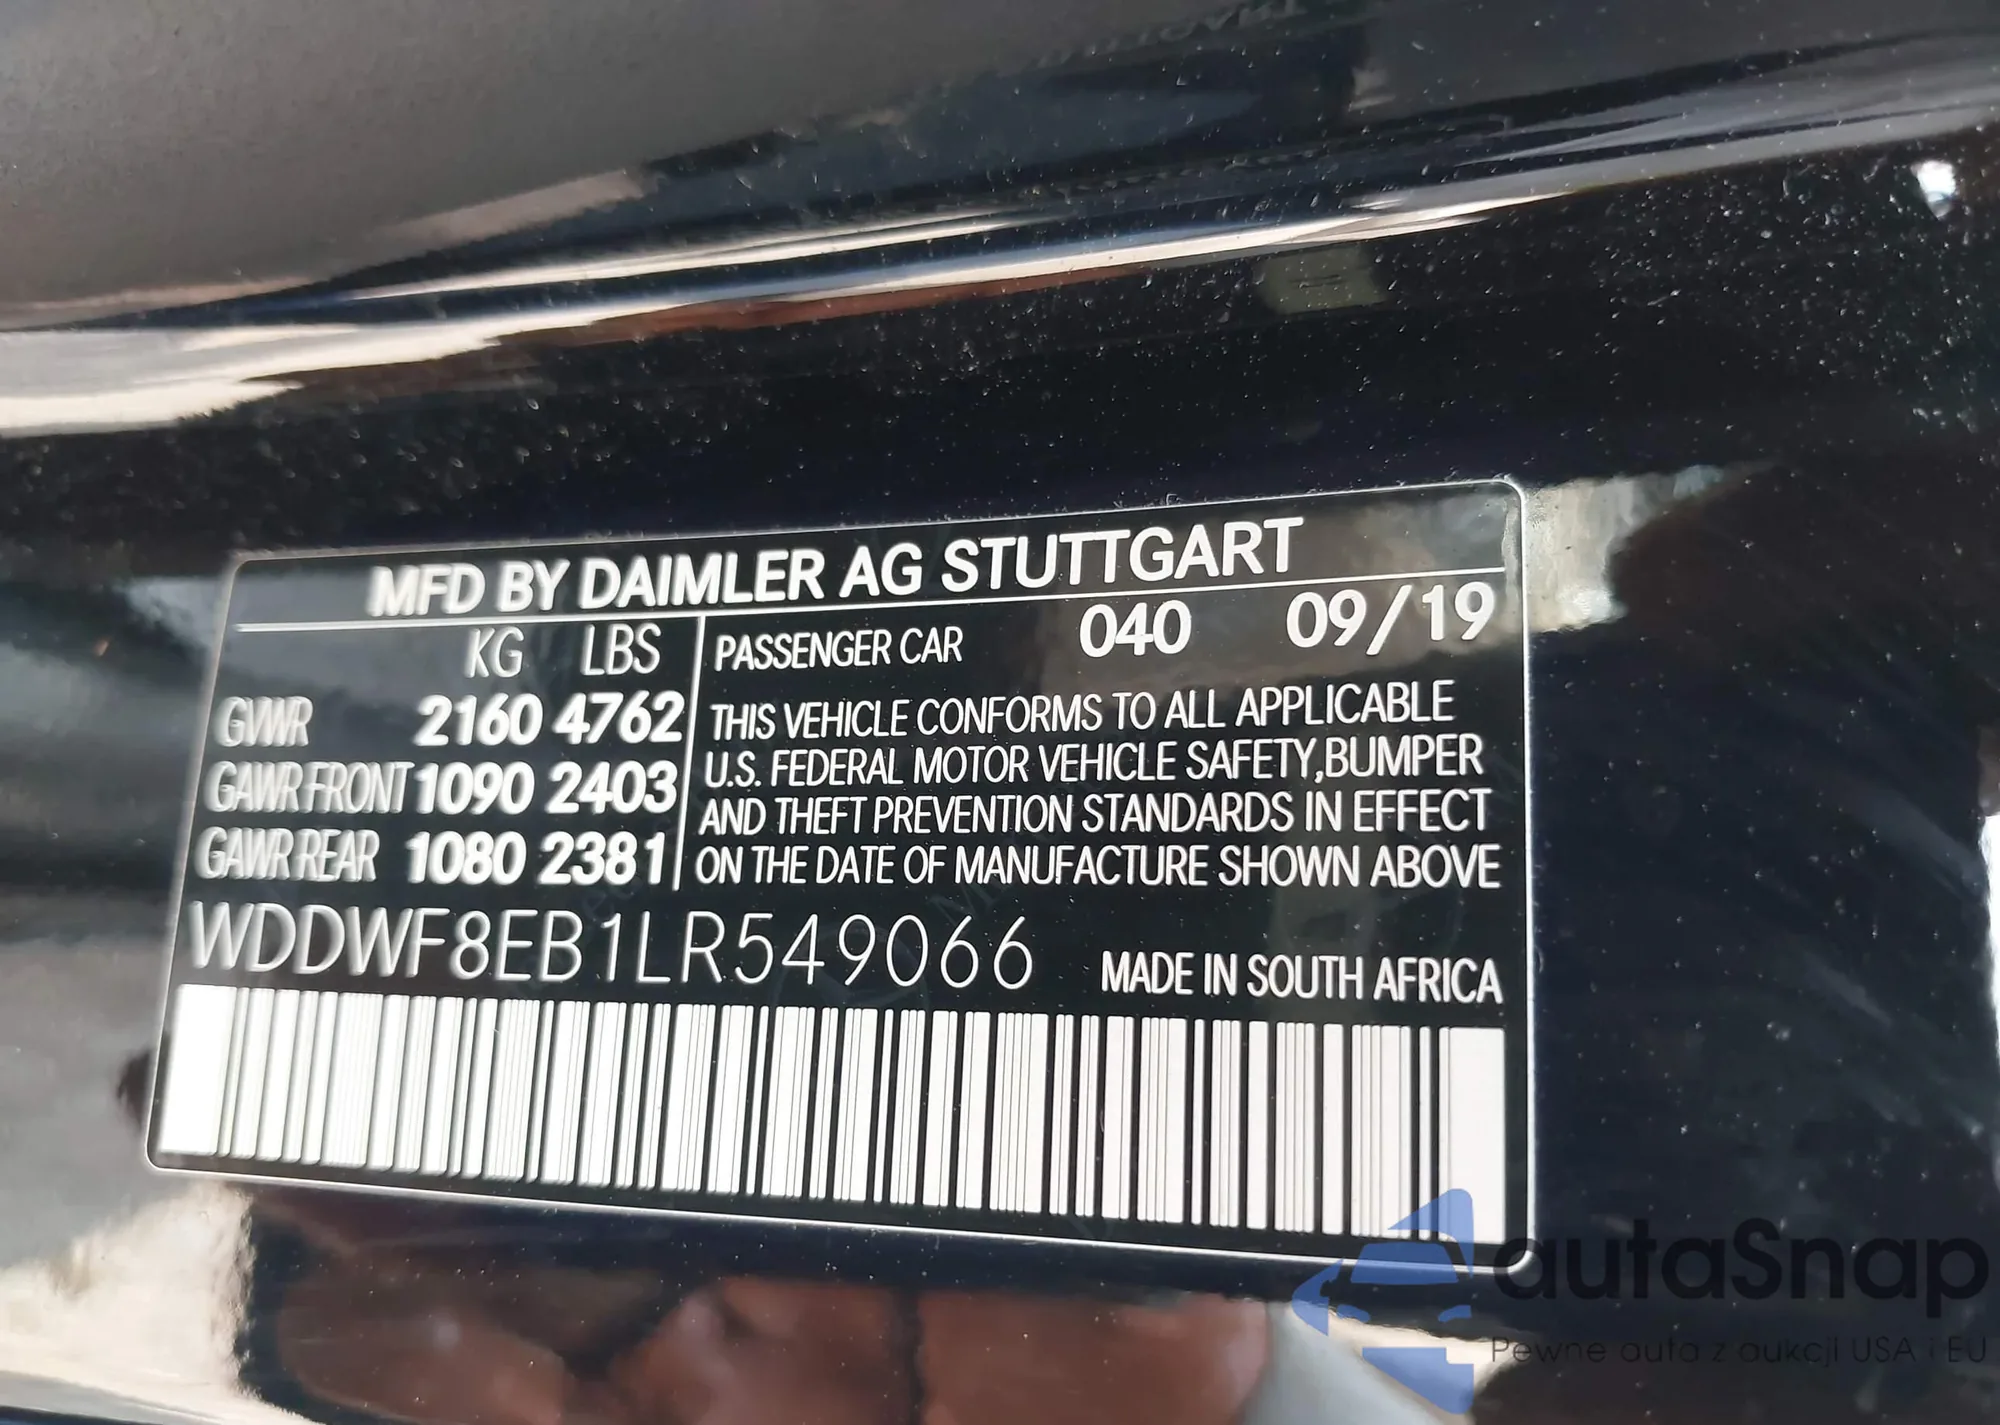 MFD BY DAIMLER AG STUTTGART
KG LBS
GVWR 2160 4762
GAWR FRONT 1090 2403
GAWR REAR 1080 2381
PASSENGER CAR 040 09/19
THIS VEHICLE CONFORMS TO ALL APPLICABLE
U.S. FEDERAL MOTOR VEHICLE SAFETY,BUMPER
AND THEFT PREVENTION STANDARDS IN EFFECT
ON THE DATE OF MANUFACTURE SHOWN ABOVE
WDDWF8EB1LR549066
MADE IN SOUTH AFRICA
autaSnap
Pewne auta z aukcji USA i EU